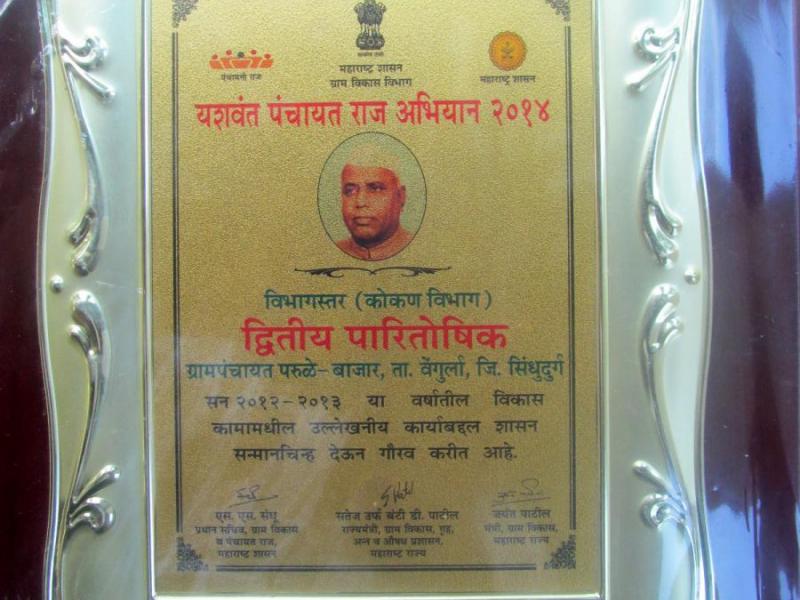 पंचायती राज
महाराष्ट्र शासन
ग्राम विकास विभाग
महाराष्ट्र शासन
यशवंत पंचायत राज अभियान २०१४
विभागस्तर (कोकण विभाग)
द्वितीय पारितोषिक
ग्रामपंचायत परुळे-बाजार, ता. वेंगुर्ला, जि. सिंधुदुर्ग
सन २०१२-२०१३ या वर्षातील विकास
कामामधील उल्लेखनीय कार्याबद्दल शासन
सन्मानचिन्ह देऊन गौरव करीत आहे.
एस. एस. संधू
प्रधान सचिव, ग्राम विकास
व पंचायत राज,
महाराष्ट्र शासन
सतेज उर्फ बंटी डी. पाटील
राज्यमंत्री, ग्राम विकास, गृह,
अन्न व औषध प्रशासन,
महाराष्ट्र राज्य
जयंत पाटील
मंत्री, ग्राम विकास,
महाराष्ट्र राज्य